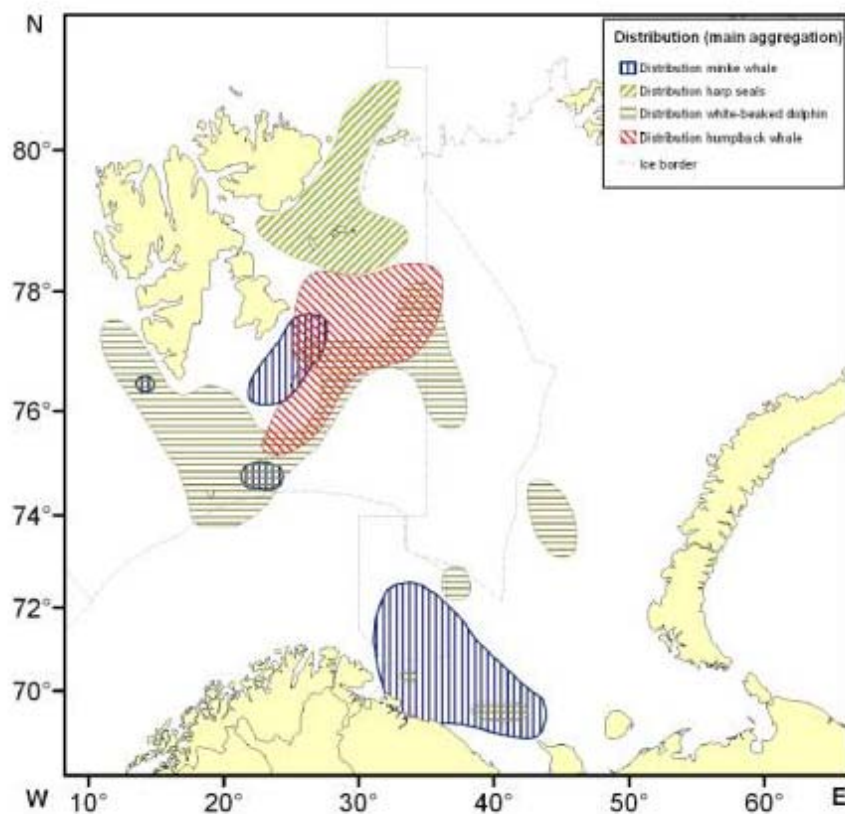 N
Distribution (main aggregation)
Distribution minke whale
Distribution harp seals
Distribution white-beaked dolphin
Distribution humpback whale
Ice border
80°
78°
76°
74°
72°
70°
W 10° 20° 30° 40° 50° 60° E